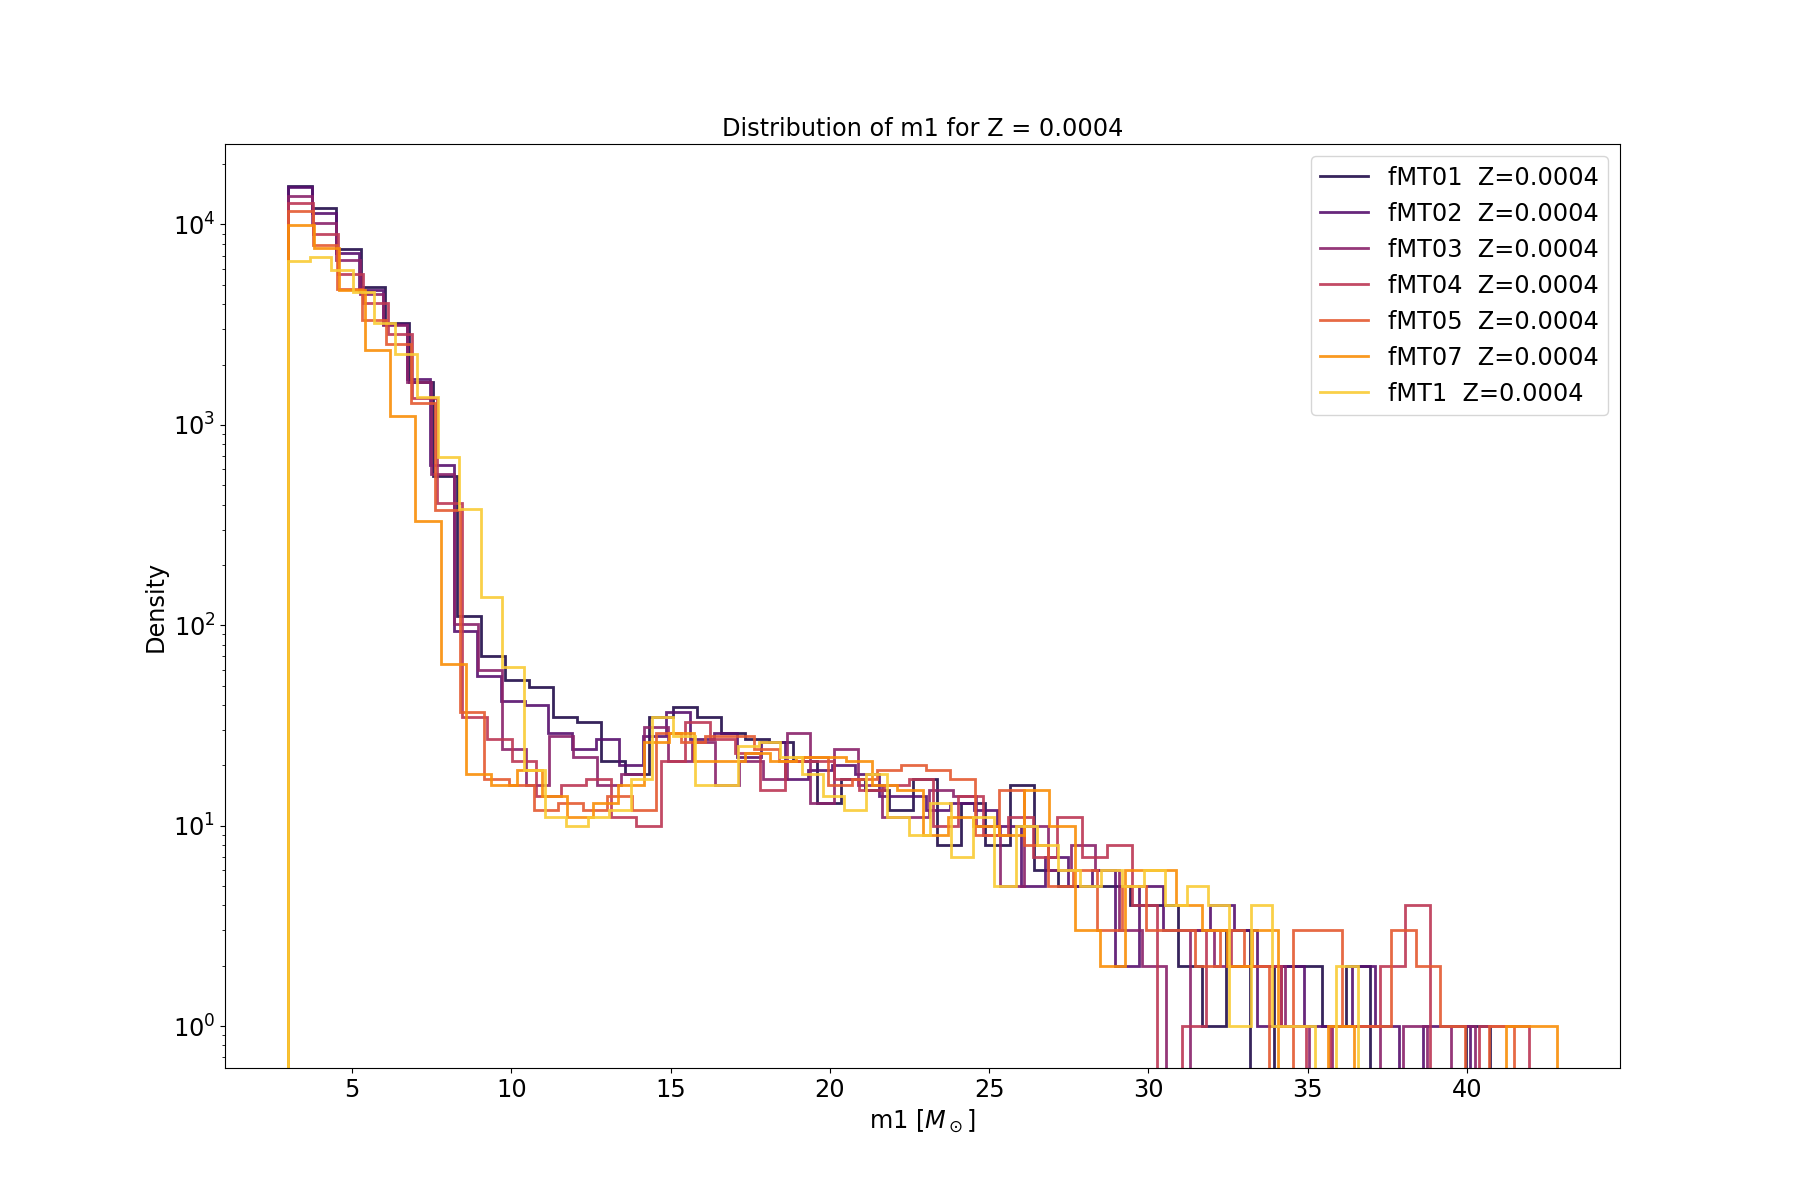 Distribution of m1 for Z = 0.0004
fMT01 Z=0.0004
fMT02 Z=0.0004
fMT03 Z=0.0004
fMT04 Z=0.0004
fMT05 Z=0.0004
fMT07 Z=0.0004
fMT1 Z=0.0004
10⁴
10³
10²
10¹
10⁰
Density
5 10 15 20 25 30 35 40
m1 [M⊙]